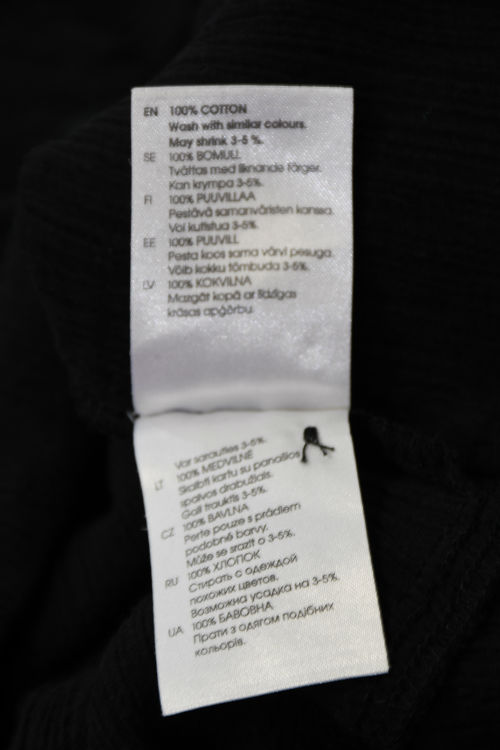 EN 100% COTTON
Wash with similar colours.
May shrink 3-5 %.
SE 100% BOMULL
Tvättas med liknande färger.
Kan krympa 3-5%.
FI 100% PUUVILLAA
Pestävä samanväristen kanssa.
Voi kutistua 3-5%.
EE 100% PUUVILL
Pesta koos sama värvi pesuga.
Võib kokku tõmbuda 3-5%.
LV 100% KOKVILNA
Mazgāt kopā ar līdzīgas
krāsas apģērbu.
Var sarauties 3-5%.
LT 100% MEDVILNĖ
Skalbti kartu su panašios
spalvos drabužiais.
Gali trauktis 3-5%.
CZ 100% BAVLNA
Perte pouze s prádlem
podobné barvy.
Může se srazit o 3-5%.
RU 100% ХЛОПОК
Стирать с одеждой
похожих цветов.
Возможна усадка на 3-5%.
UA 100% БАВОВНА
Прати з одягом подібних
кольорів.